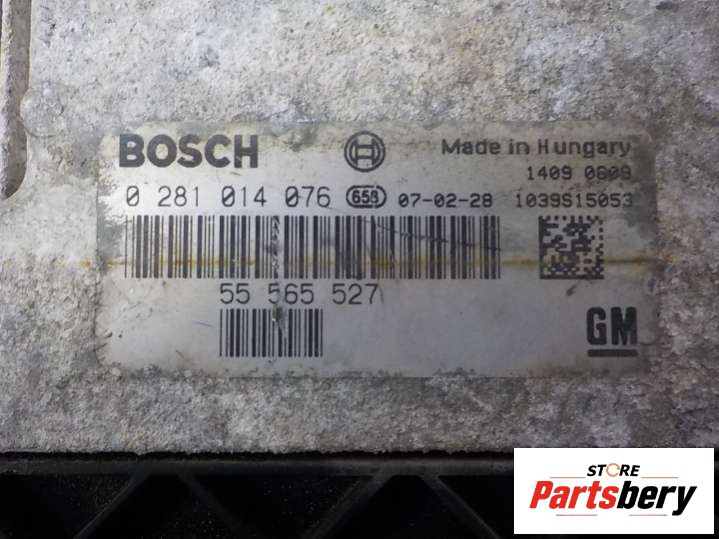 BOSCH Made in Hungary
1409 0609
0 281 014 076 658 07-02-28 1039S15053
55 565 527
GM
STORE
Partsbery